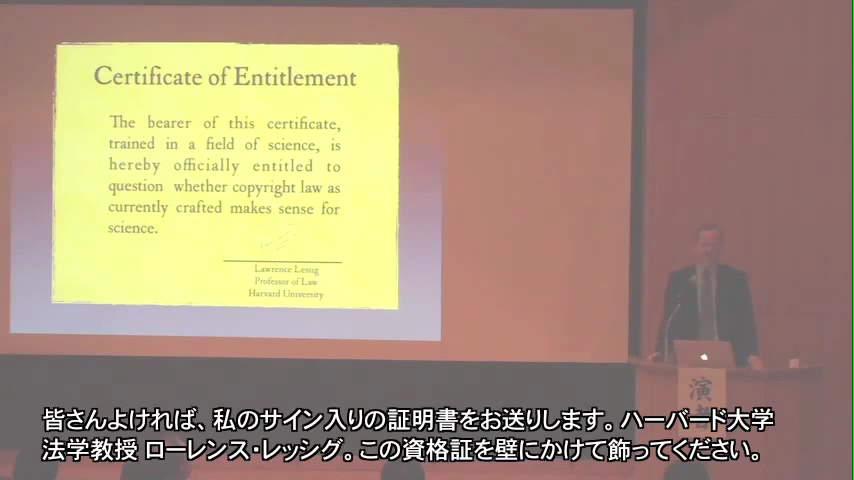 Certificate of Entitlement
The bearer of this certificate,
trained in a field of science, is
hereby officially entitled to
question whether copyright law as
currently crafted makes sense for
science.
Lawrence Lessig
Professor of Law
Harvard University
演
皆さんよければ、私のサイン入りの証明書をお送りします。ハーバード大学
法学教授 ローレンス・レッシグ。この資格証を壁にかけて飾ってください。